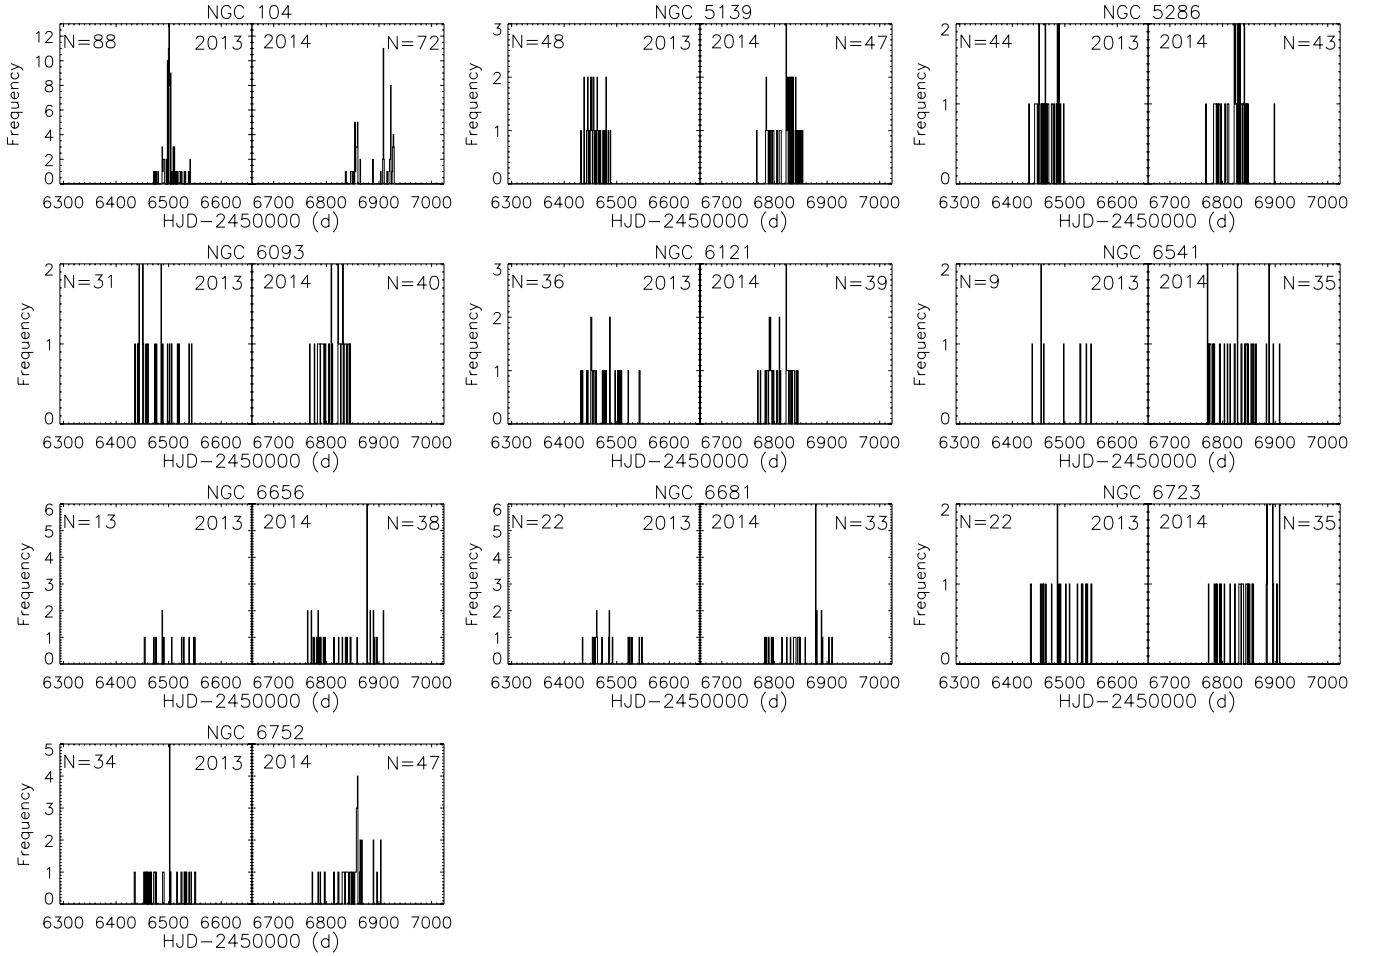 NGC 104
N=88 2013 2014 N=72
Frequency
12
10
8
6
4
2
0
6300 6400 6500 6600 6700 6800 6900 7000
HJD-2450000 (d)
NGC 5139
N=48 2013 2014 N=47
Frequency
3
2
1
0
6300 6400 6500 6600 6700 6800 6900 7000
HJD-2450000 (d)
NGC 5286
N=44 2013 2014 N=43
Frequency
2
1
0
6300 6400 6500 6600 6700 6800 6900 7000
HJD-2450000 (d)
NGC 6093
N=31 2013 2014 N=40
Frequency
2
1
0
6300 6400 6500 6600 6700 6800 6900 7000
HJD-2450000 (d)
NGC 6121
N=36 2013 2014 N=39
Frequency
3
2
1
0
6300 6400 6500 6600 6700 6800 6900 7000
HJD-2450000 (d)
NGC 6541
N=9 2013 2014 N=35
Frequency
2
1
0
6300 6400 6500 6600 6700 6800 6900 7000
HJD-2450000 (d)
NGC 6656
N=13 2013 2014 N=38
Frequency
6
5
4
3
2
1
0
6300 6400 6500 6600 6700 6800 6900 7000
HJD-2450000 (d)
NGC 6681
N=22 2013 2014 N=33
Frequency
6
5
4
3
2
1
0
6300 6400 6500 6600 6700 6800 6900 7000
HJD-2450000 (d)
NGC 6723
N=22 2013 2014 N=35
Frequency
2
1
0
6300 6400 6500 6600 6700 6800 6900 7000
HJD-2450000 (d)
NGC 6752
N=34 2013 2014 N=47
Frequency
5
4
3
2
1
0
6300 6400 6500 6600 6700 6800 6900 7000
HJD-2450000 (d)